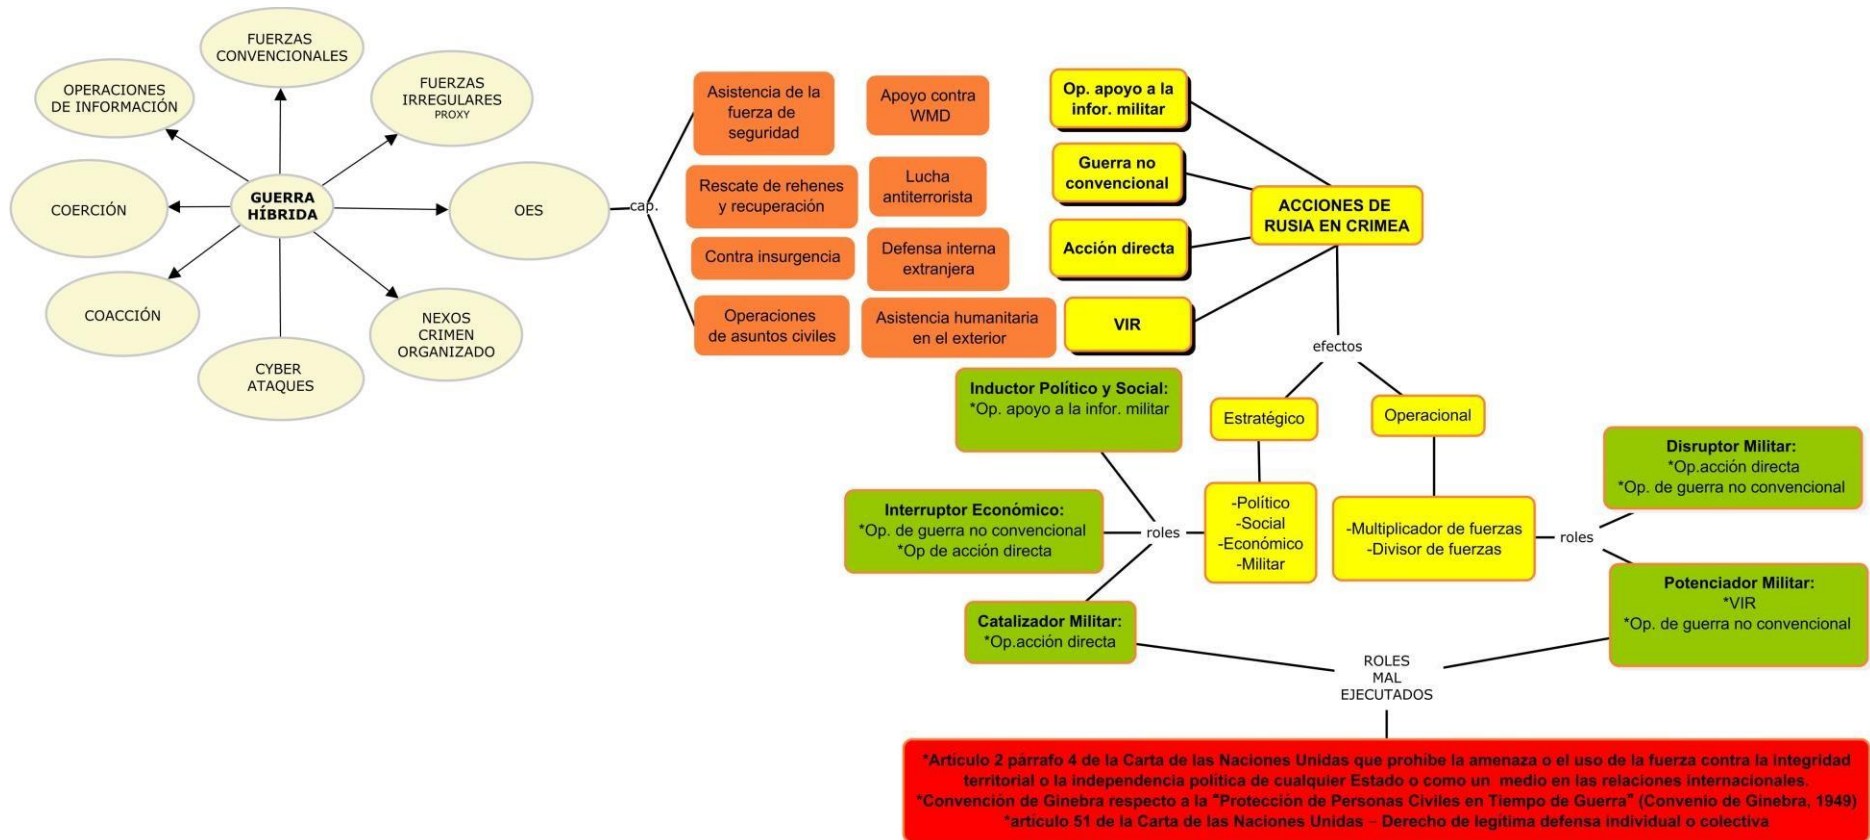 FUERZAS
CONVENCIONALES
OPERACIONES
DE INFORMACIÓN
FUERZAS
IRREGULARES
PROXY
COERCIÓN
GUERRA
HÍBRIDA
OES
COACCIÓN
NEXOS
CRIMEN
ORGANIZADO
CYBER
ATAQUES
cap.
Asistencia de la
fuerza de
seguridad
Apoyo contra
WMD
Rescate de rehenes
y recuperación
Lucha
antiterrorista
Contra insurgencia
Defensa interna
extranjera
Operaciones
de asuntos civiles
Asistencia humanitaria
en el exterior
Op. apoyo a la
infor. militar
Guerra no
convencional
Acción directa
VIR
ACCIONES DE
RUSIA EN CRIMEA
efectos
Estratégico
Operacional
-Político
-Social
-Económico
-Militar
-Multiplicador de fuerzas
-Divisor de fuerzas
roles
roles
Inductor Político y Social:
*Op. apoyo a la infor. militar
Interruptor Económico:
*Op. de guerra no convencional
*Op de acción directa
Catalizador Militar:
*Op.acción directa
Disruptor Militar:
*Op.acción directa
*Op. de guerra no convencional
Potenciador Militar:
*VIR
*Op. de guerra no convencional
ROLES
MAL
EJECUTADOS
*Artículo 2 párrafo 4 de la Carta de las Naciones Unidas que prohíbe la amenaza o el uso de la fuerza contra la integridad
territorial o la independencia política de cualquier Estado o como un medio en las relaciones internacionales.
*Convención de Ginebra respecto a la "Protección de Personas Civiles en Tiempo de Guerra" (Convenio de Ginebra, 1949)
*artículo 51 de la Carta de las Naciones Unidas – Derecho de legítima defensa individual o colectiva